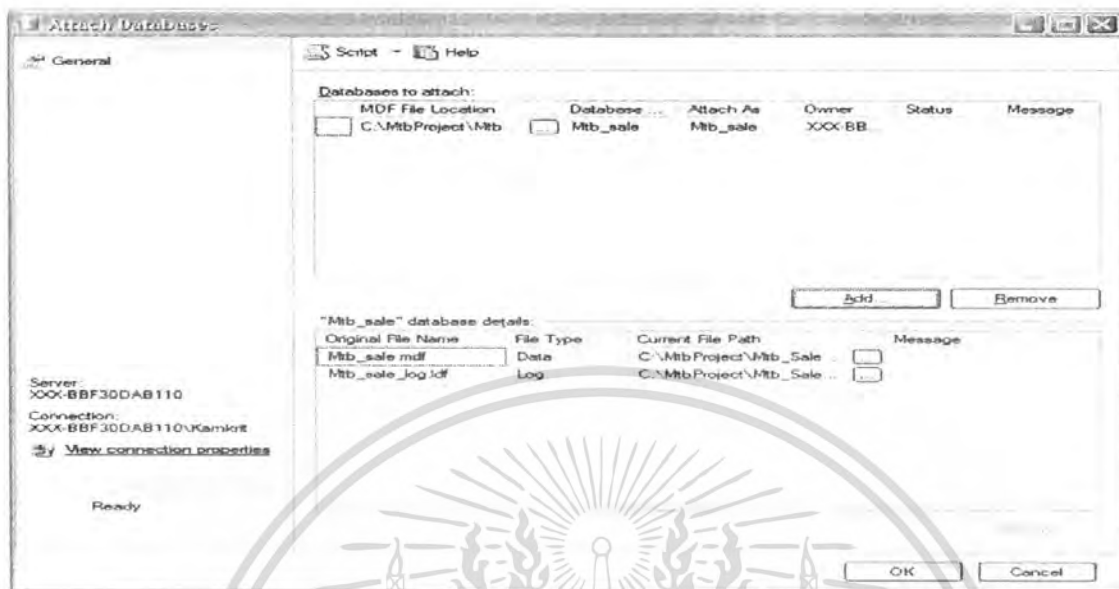 Attach Databases
General
Script Help
Databases to attach:
MDF File Location Database ... Attach As Owner Status Message
C:\MtbProject\Mtb ... Mtb_sale Mtb_sale XXX-BB...
Add... Remove
"Mtb_sale" database details:
Original File Name File Type Current File Path Message
Mtb_sale.mdf Data C:\MtbProject\Mtb_Sale ... ...
Mtb_sale_log.ldf Log C:\MtbProject\Mtb_Sale ... ...
Server:
XXX-BBF30DAB110
Connection:
XXX-BBF30DAB110\Kamkrit
View connection properties
Ready
OK Cancel